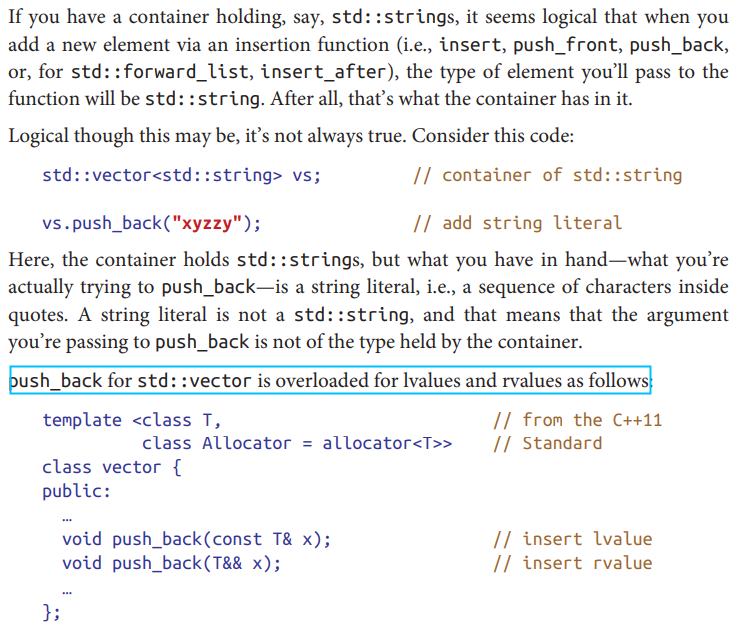 If you have a container holding, say, std::strings, it seems logical that when you
add a new element via an insertion function (i.e., insert, push_front, push_back,
or, for std::forward_list, insert_after), the type of element you’ll pass to the
function will be std::string. After all, that’s what the container has in it.
Logical though this may be, it’s not always true. Consider this code:
std::vector<std::string> vs; // container of std::string
vs.push_back("xyzzy"); // add string literal
Here, the container holds std::strings, but what you have in hand—what you’re
actually trying to push_back—is a string literal, i.e., a sequence of characters inside
quotes. A string literal is not a std::string, and that means that the argument
you’re passing to push_back is not of the type held by the container.
push_back for std::vector is overloaded for lvalues and rvalues as follows:
template <class T, // from the C++11
class Allocator = allocator<T>> // Standard
class vector {
public:
…
void push_back(const T& x); // insert lvalue
void push_back(T&& x); // insert rvalue
…
};